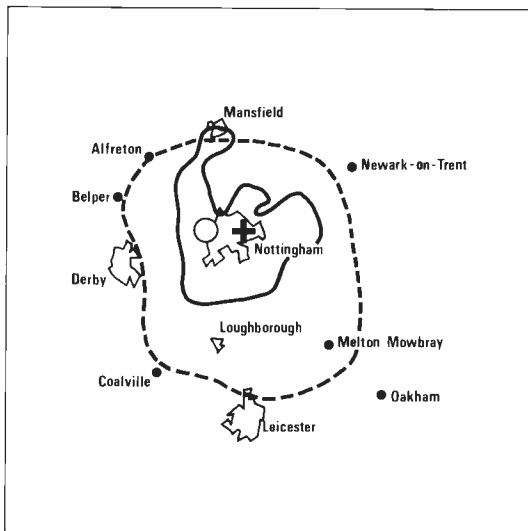 Mansfield
Alfreton
Newark-on-Trent
Belper
Nottingham
Derby
Loughborough
Melton Mowbray
Coalville
Oakham
Leicester